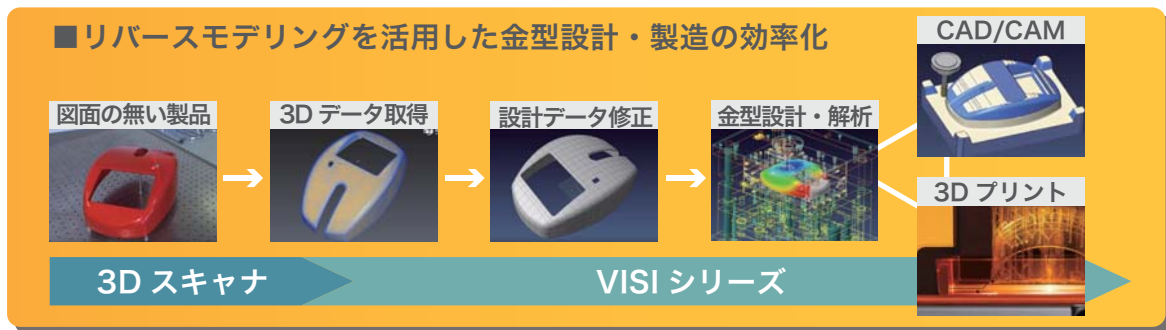 ■リバースモデリングを活用した金型設計・製造の効率化
図面の無い製品
3D データ取得
設計データ修正
金型設計・解析
CAD/CAM
3D プリント
3D スキャナ
VISI シリーズ